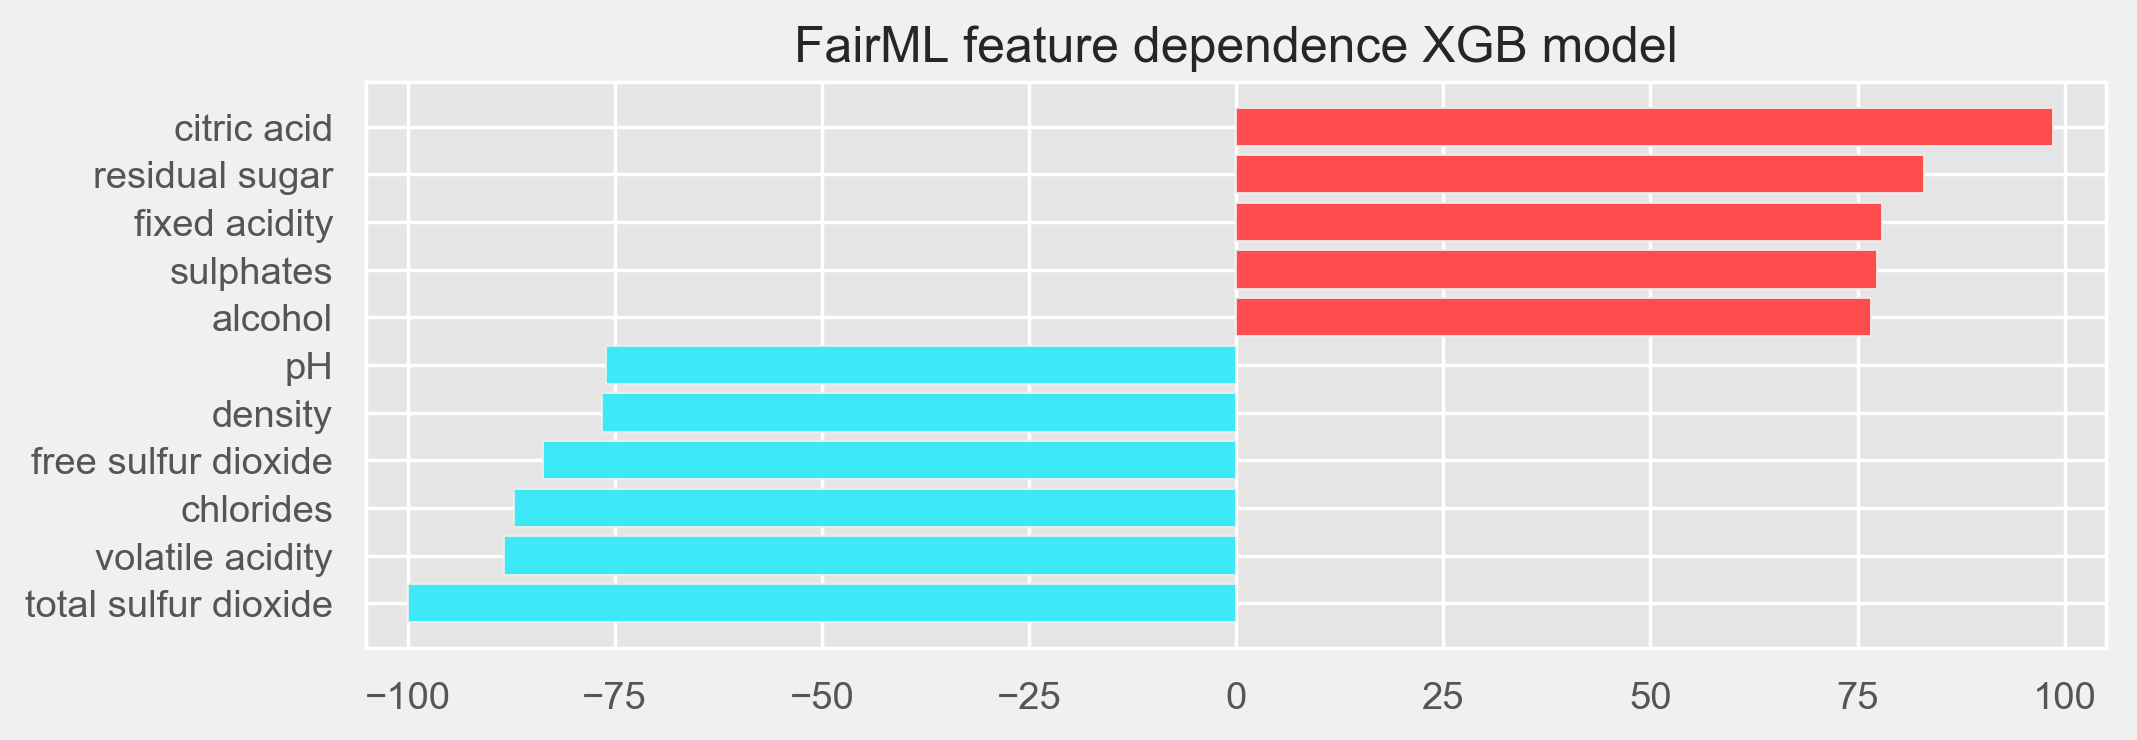 FairML feature dependence XGB model
citric acid
residual sugar
fixed acidity
sulphates
alcohol
pH
density
free sulfur dioxide
chlorides
volatile acidity
total sulfur dioxide
−100 −75 −50 −25 0 25 50 75 100